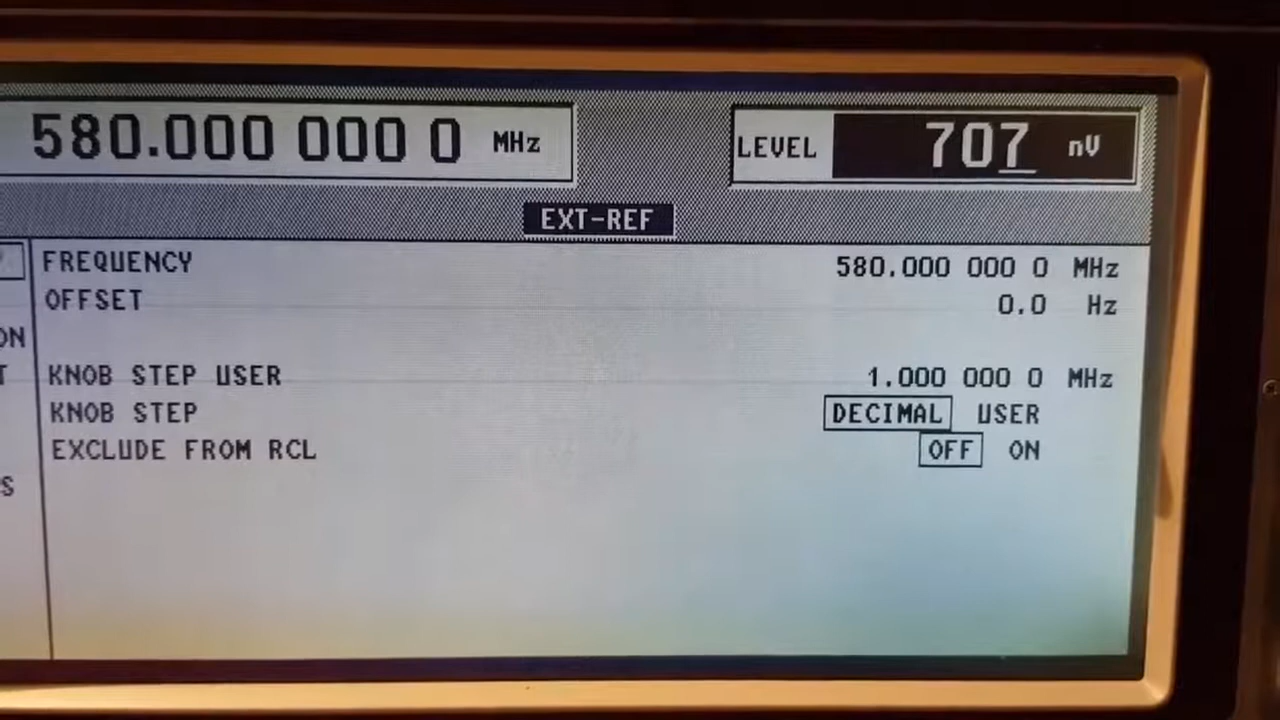 580.000 000 0 MHz LEVEL 707 nV
EXT-REF
FREQUENCY 580.000 000 0 MHz
OFFSET 0.0 Hz
ON
KNOB STEP USER 1.000 000 0 MHz
KNOB STEP DECIMAL USER
EXCLUDE FROM RCL OFF ON